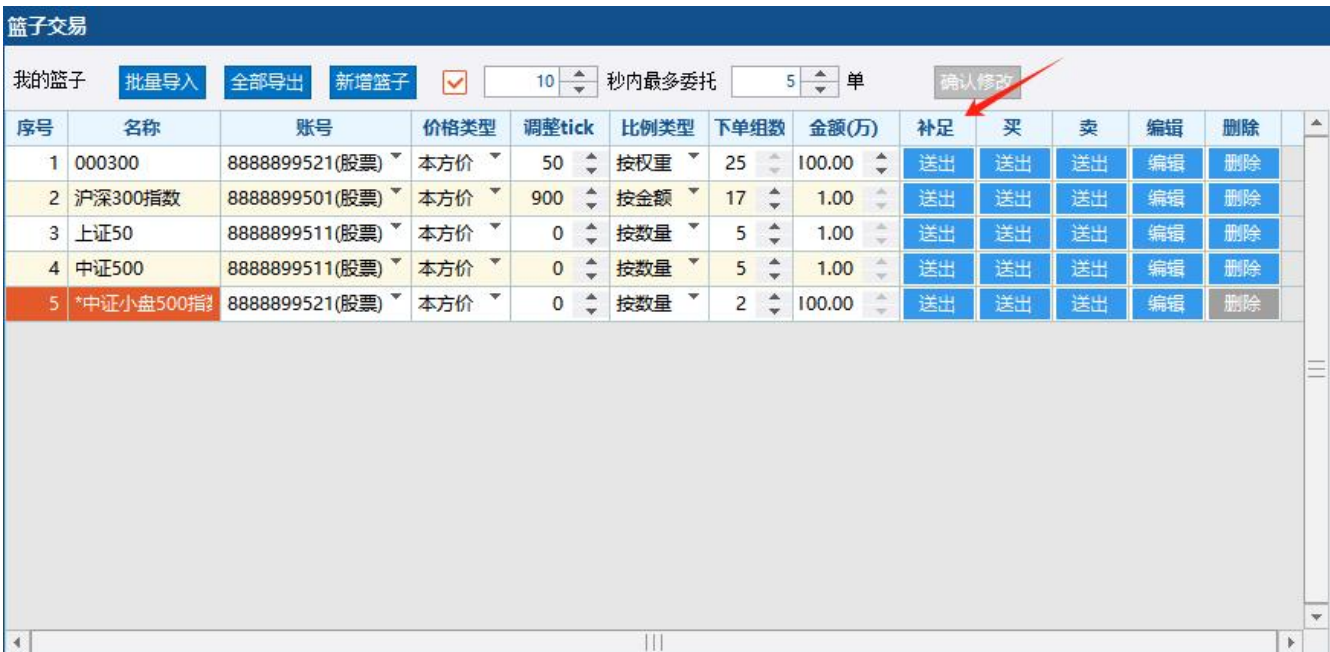 篮子交易
我的篮子 批量导入 全部导出 新增篮子 10 秒内最多委托 5 单 确认修改
序号 名称 账号 价格类型 调整tick 比例类型 下单组数 金额(万) 补足 买 卖 编辑 删除
1 000300 8888899521(股票) 本方价 50 按权重 25 100.00 送出 送出 送出 编辑 删除
2 沪深300指数 8888899501(股票) 本方价 900 按金额 17 1.00 送出 送出 送出 编辑 删除
3 上证50 8888899511(股票) 本方价 0 按数量 5 1.00 送出 送出 送出 编辑 删除
4 中证500 8888899511(股票) 本方价 0 按数量 5 1.00 送出 送出 送出 编辑 删除
5 *中证小盘500指 8888899521(股票) 本方价 0 按数量 2 100.00 送出 送出 送出 编辑 删除